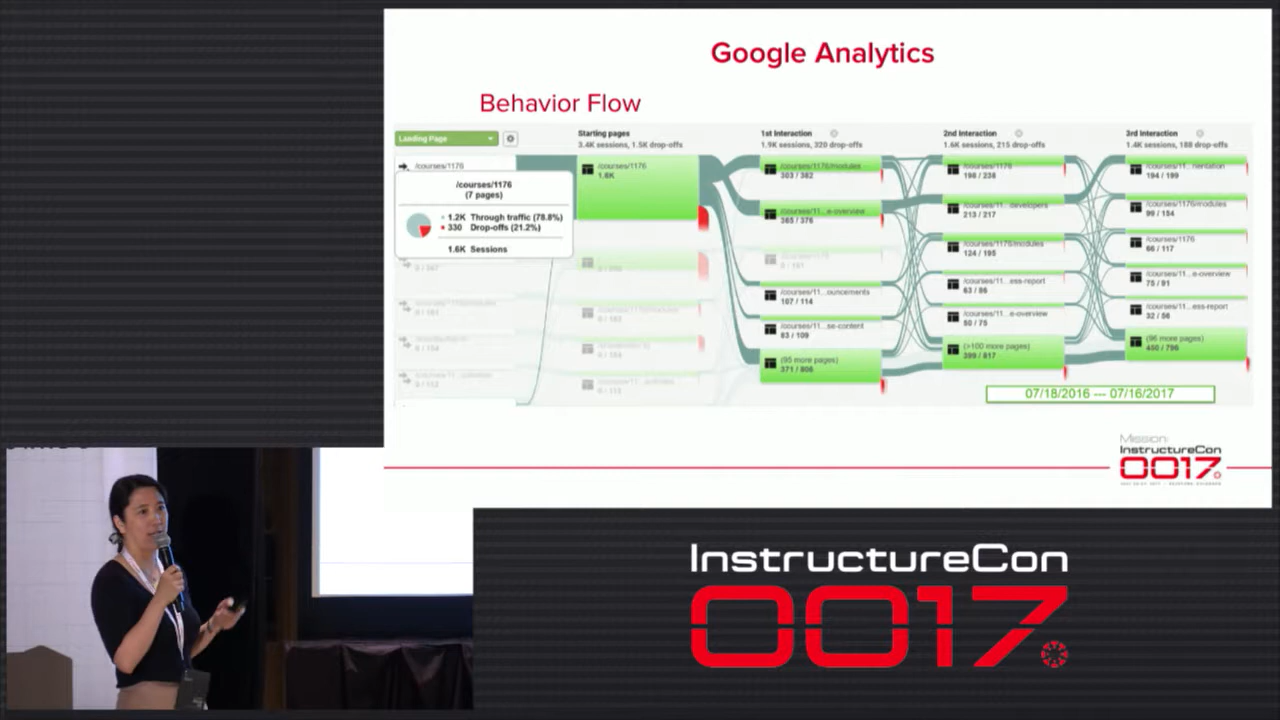 Google Analytics
Behavior Flow
Landing Page
Starting pages
3.4K sessions, 1.5K drop-offs
1st Interaction
1.9K sessions, 320 drop-offs
2nd Interaction
1.6K sessions, 215 drop-offs
3rd Interaction
1.4K sessions, 188 drop-offs
/courses/1176
/courses/1176
(7 pages)
1.2K Through traffic (78.8%)
330 Drop-offs (21.2%)
1.6K Sessions
/courses/1176
1.6K
/courses/1176/modules
303 / 382
/courses/11...e-overview
365 / 376
/courses/11...ouncements
107 / 114
/courses/11...se-content
83 / 109
(95 more pages)
371 / 806
/courses/1176
198 / 236
/courses/11...developers
213 / 217
/courses/1176/modules
124 / 195
/courses/11...ess-report
63 / 86
/courses/11...e-overview
50 / 75
(>100 more pages)
399 / 817
/courses/11...nentation
194 / 199
/courses/1176/modules
99 / 154
/courses/1176
66 / 117
/courses/11...e-overview
75 / 91
/courses/11...ess-report
32 / 56
(96 more pages)
07/18/2016 --- 07/16/2017
Mission:
InstructureCon
0017
InstructureCon
0017